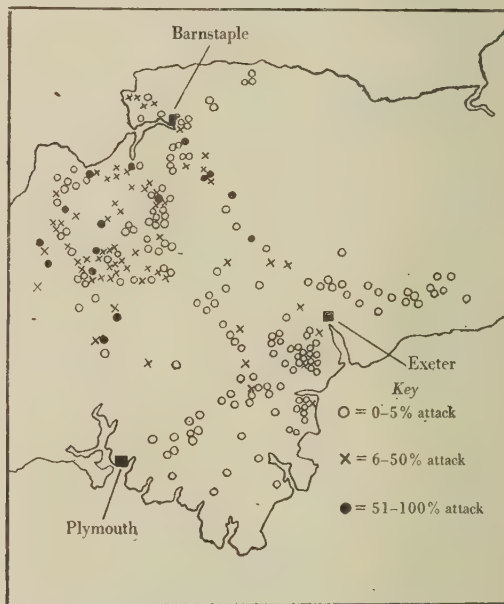 Barnstaple
Exeter
Key
O = 0–5% attack
× = 6–50% attack
● = 51–100% attack
Plymouth